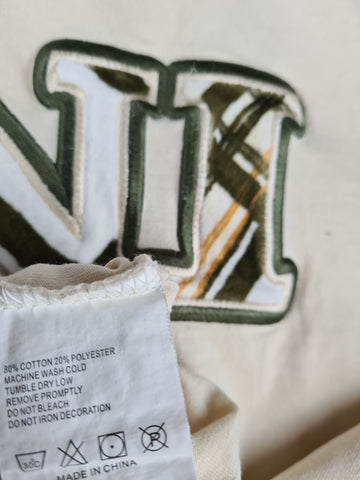 NI
80% COTTON 20% POLYESTER
MACHINE WASH COLD
TUMBLE DRY LOW
REMOVE PROMPTLY
DO NOT BLEACH
DO NOT IRON DECORATION
MADE IN CHINA